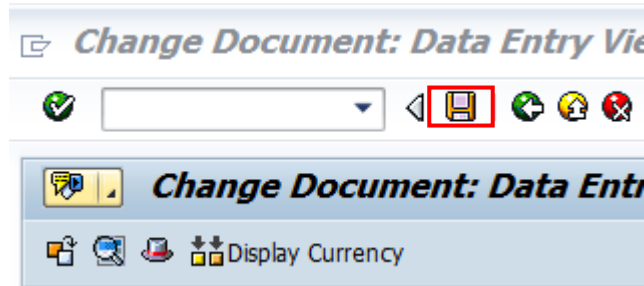 Change Document: Data Entry Vie
Change Document: Data Entr
Display Currency